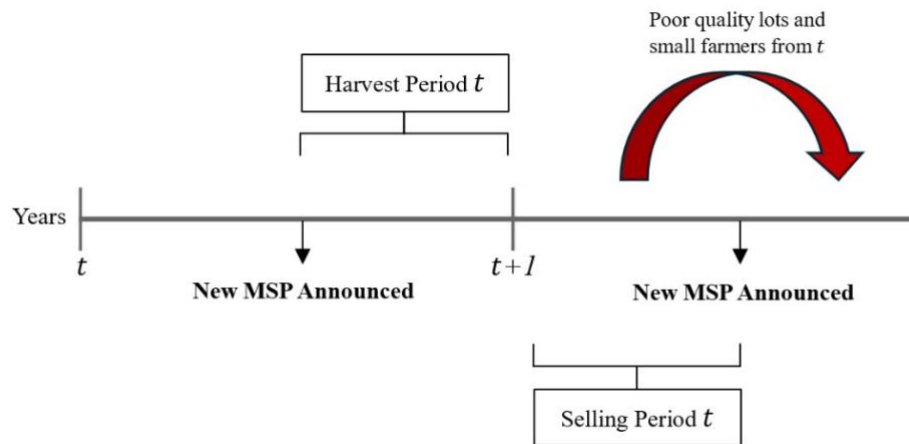 Poor quality lots and
small farmers from t
Harvest Period t
Years
t
t+1
New MSP Announced
New MSP Announced
Selling Period t